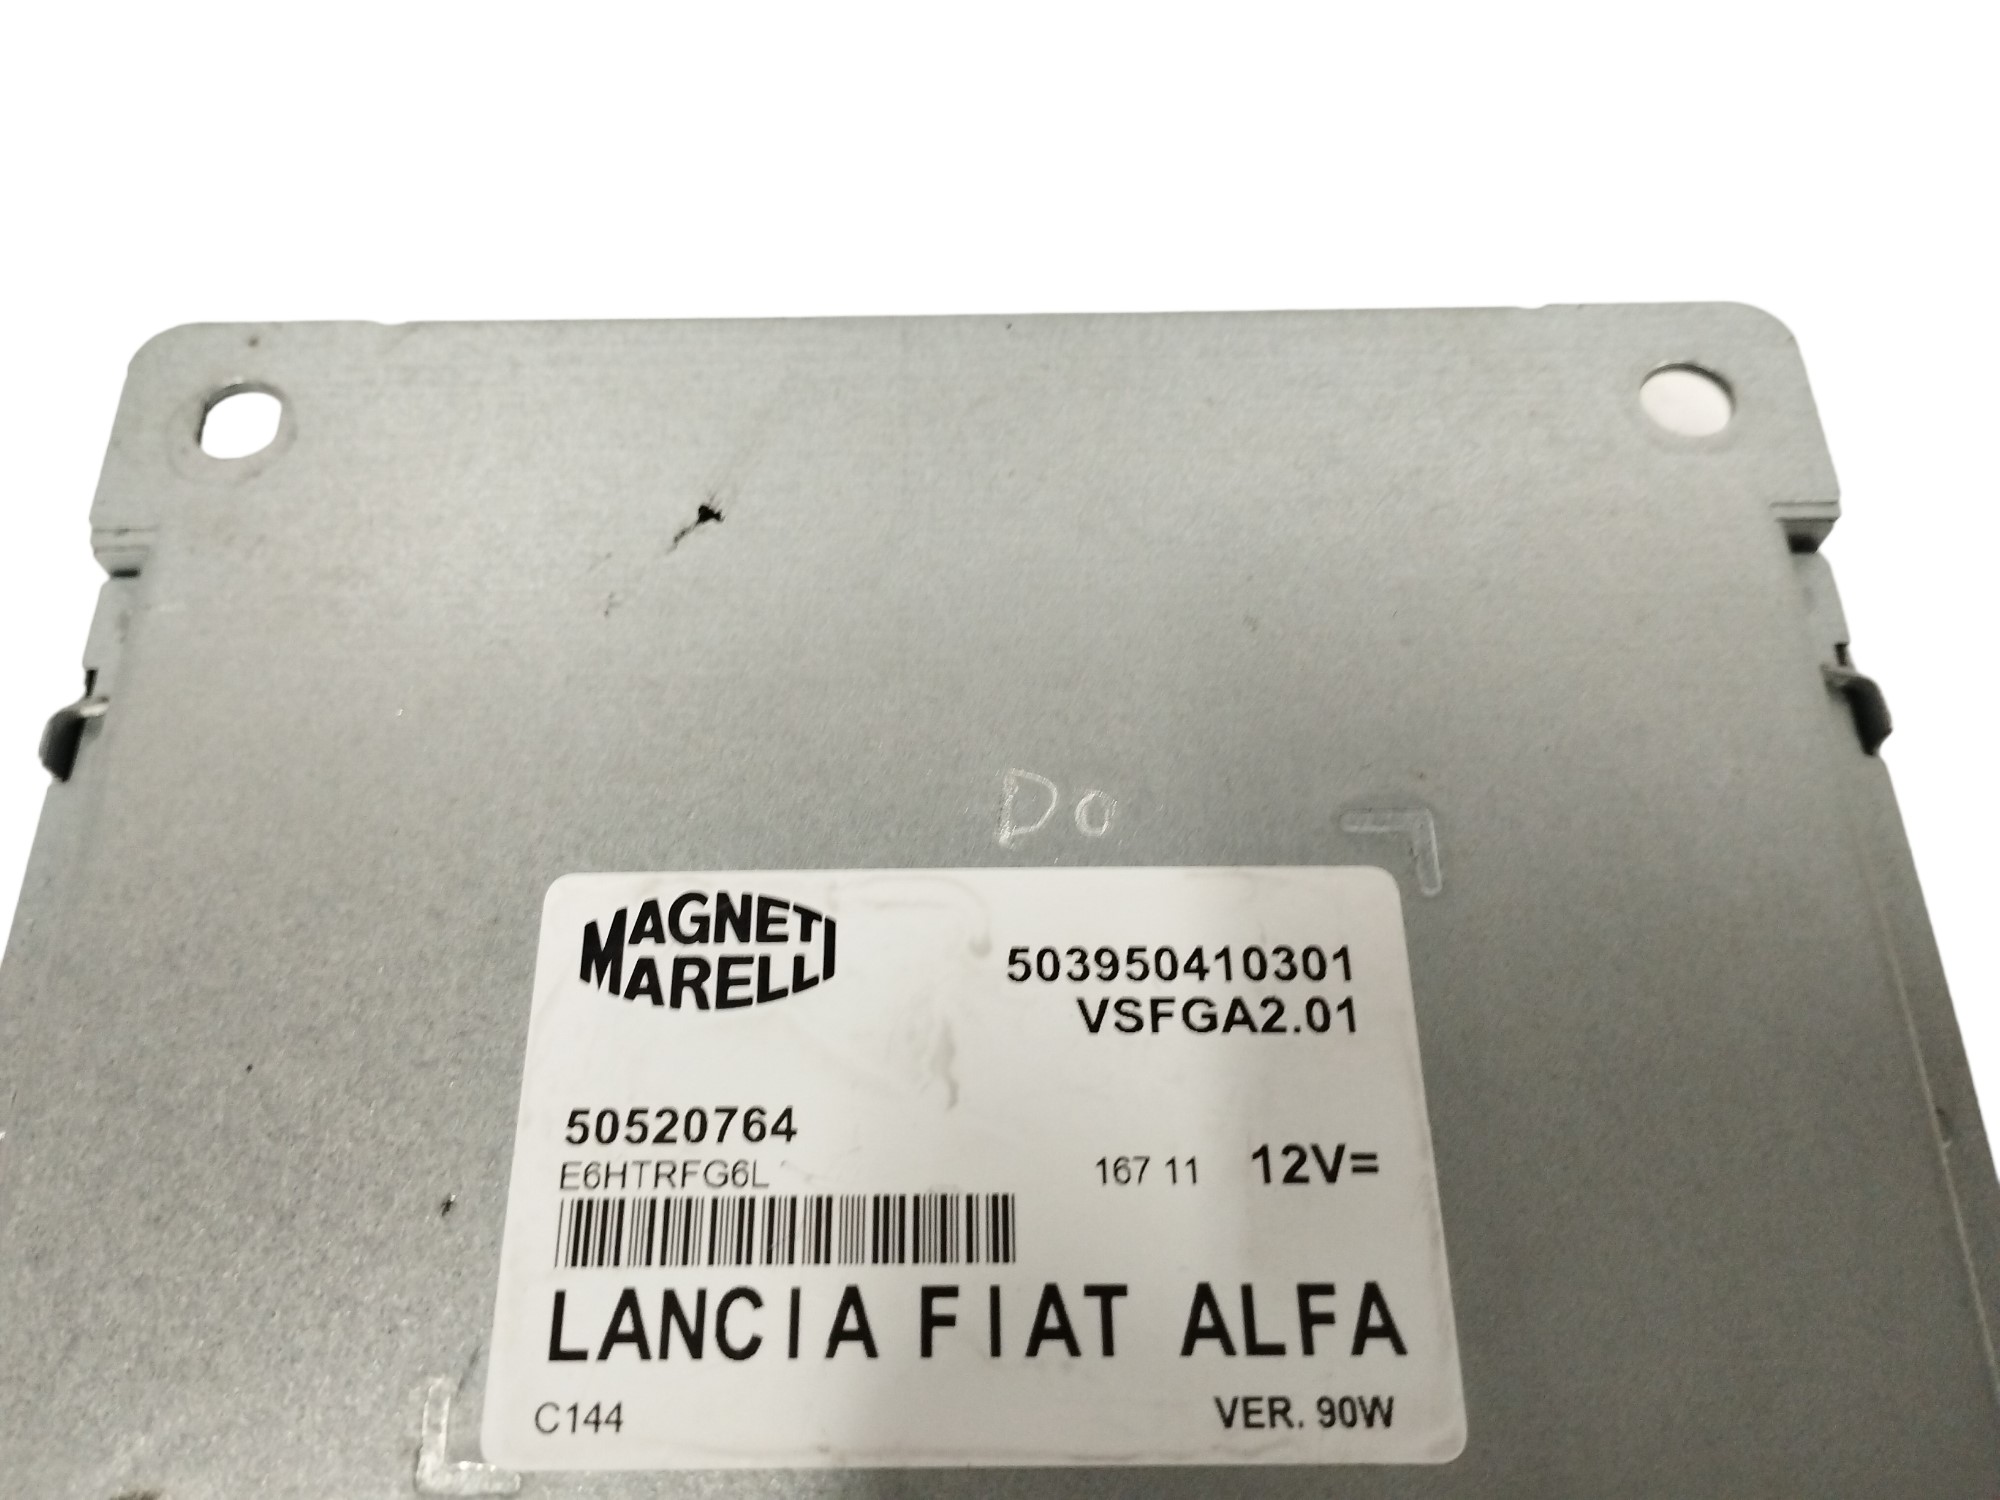 Do
MAGNETI
MARELLI
503950410301
VSFGA2.01
50520764
E6HTRFG6L
167 11 12V=
LANCIA FIAT ALFA
C144 VER. 90W